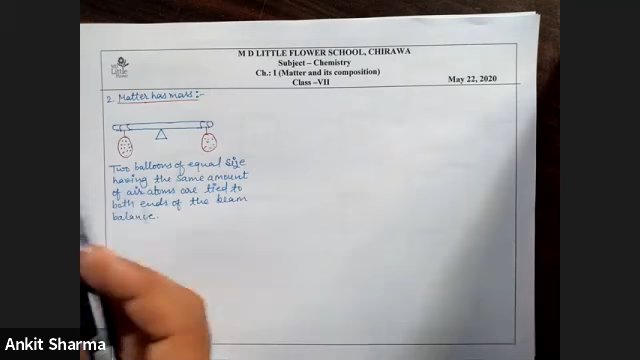 M D LITTLE FLOWER SCHOOL, CHIRAWA
Subject – Chemistry
Ch.: I (Matter and its composition)
Class –VII
May 22, 2020
Little
2. Matter has mass :-
Two balloons of equal size
having the same amount
of air atoms are tied to
both ends of the beam
balance.
Ankit Sharma